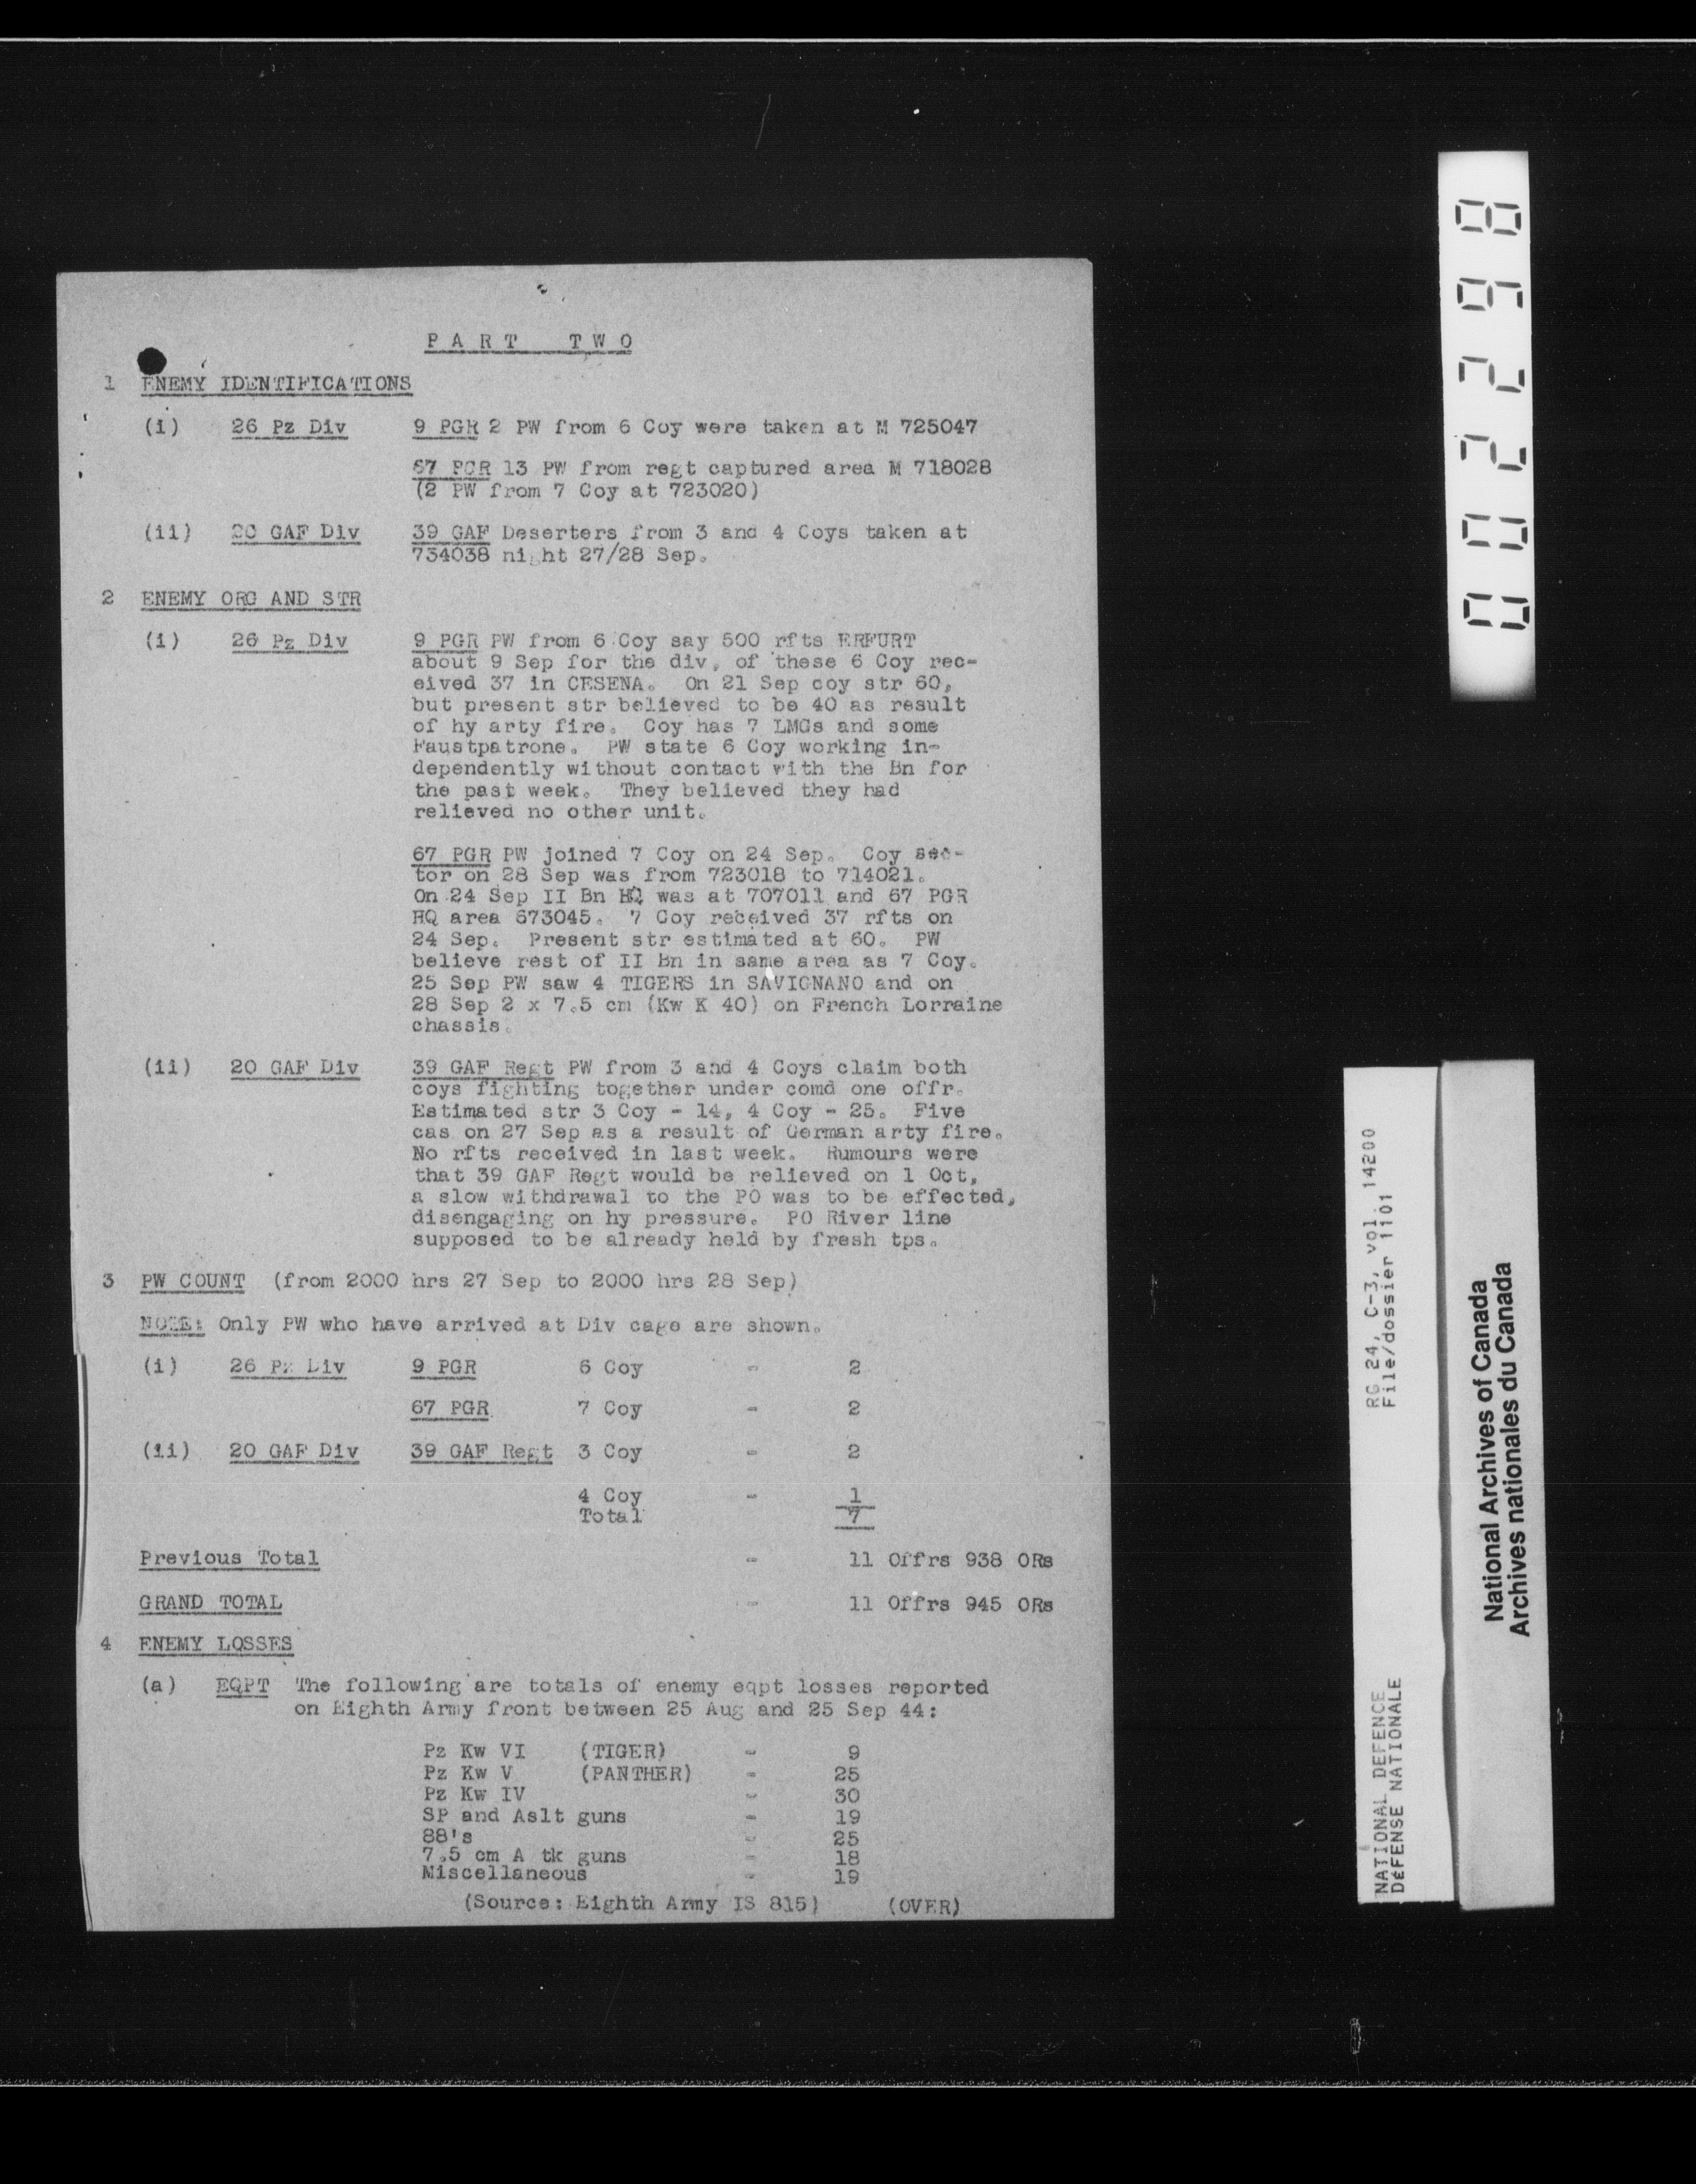 PART TWO
1 ENEMY IDENTIFICATIONS
(i) 26 Pz Div 9 PGR 2 PW from 6 Coy were taken at M 725047
67 PGR 13 PW from regt captured area M 718028
(2 PW from 7 Coy at 723020)
(ii) 20 GAF Div 39 GAF Deserters from 3 and 4 Coys taken at
734038 night 27/28 Sep.
2 ENEMY ORG AND STR
(i) 26 Pz Div 9 PGR PW from 6 Coy say 500 rfts ERFURT
about 9 Sep for the div, of these 6 Coy rec-
eived 37 in CESENA. On 21 Sep coy str 60,
but present str believed to be 40 as result
of hy arty fire. Coy has 7 LMGs and some
Faustpatrone. PW state 6 Coy working in-
dependently without contact with the Bn for
the past week. They believed they had
relieved no other unit.
67 PGR PW joined 7 Coy on 24 Sep. Coy sec-
tor on 28 Sep was from 723018 to 714021.
On 24 Sep II Bn HQ was at 707011 and 67 PGR
HQ area 673045. 7 Coy received 37 rfts on
24 Sep. Present str estimated at 60. PW
believe rest of II Bn in same area as 7 Coy.
25 Sep PW saw 4 TIGERS in SAVIGNANO and on
28 Sep 2 x 7.5 cm (Kw K 40) on French Lorraine
chassis.
(ii) 20 GAF Div 39 GAF Regt PW from 3 and 4 Coys claim both
coys fighting together under comd one offr.
Estimated str 3 Coy - 14, 4 Coy - 25. Five
cas on 27 Sep as a result of German arty fire.
No rfts received in last week. Rumours were
that 39 GAF Regt would be relieved on 1 Oct,
a slow withdrawal to the PO was to be effected,
disengaging on hy pressure. PO River line
supposed to be already held by fresh tps.
3 PW COUNT (from 2000 hrs 27 Sep to 2000 hrs 28 Sep)
NOTE: Only PW who have arrived at Div cage are shown.
(i) 26 Pz Div 9 PGR 6 Coy - 2
67 PGR 7 Coy - 2
(ii) 20 GAF Div 39 GAF Regt 3 Coy - 2
4 Coy - 1
Total 7
Previous Total - 11 Offrs 938 ORs
GRAND TOTAL - 11 Offrs 945 ORs
4 ENEMY LOSSES
(a) EQPT The following are totals of enemy eqpt losses reported
on Eighth Army front between 25 Aug and 25 Sep 44:
Pz Kw VI (TIGER) - 9
Pz Kw V (PANTHER) - 25
Pz Kw IV - 30
SP and Aslt guns - 19
88's - 25
7.5 cm A tk guns - 18
Miscellaneous - 19
(Source: Eighth Army IS 815) (OVER)
002298
NATIONAL DEFENCE RG 24, C-3, vol. 14200
DÉFENSE NATIONALE File/dossier 1101
National Archives of Canada
Archives nationales du Canada